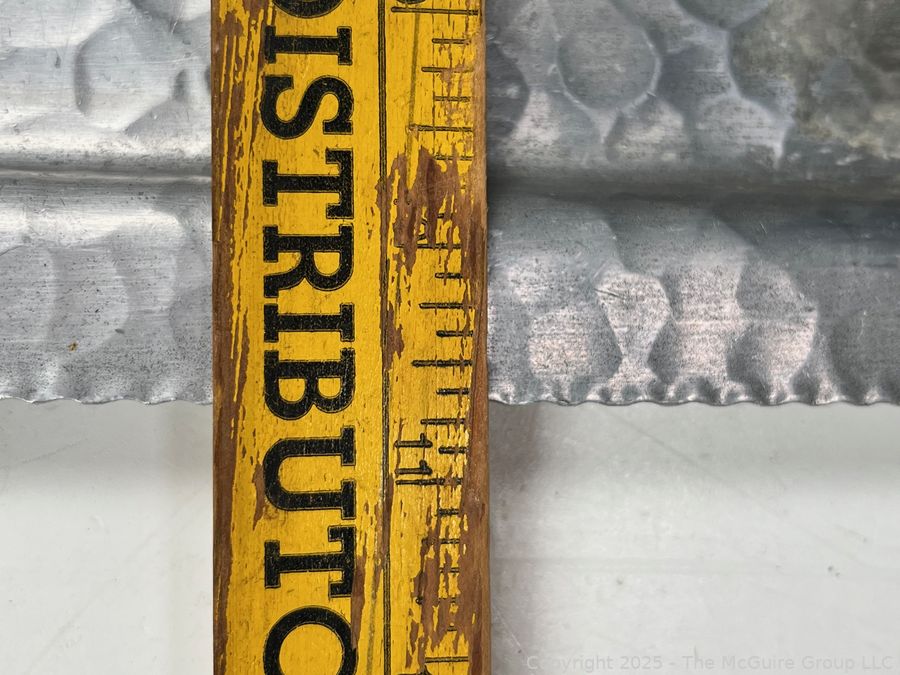 DISTRIBUTO
11
Copyright 2025 - The McGuire Group LLC